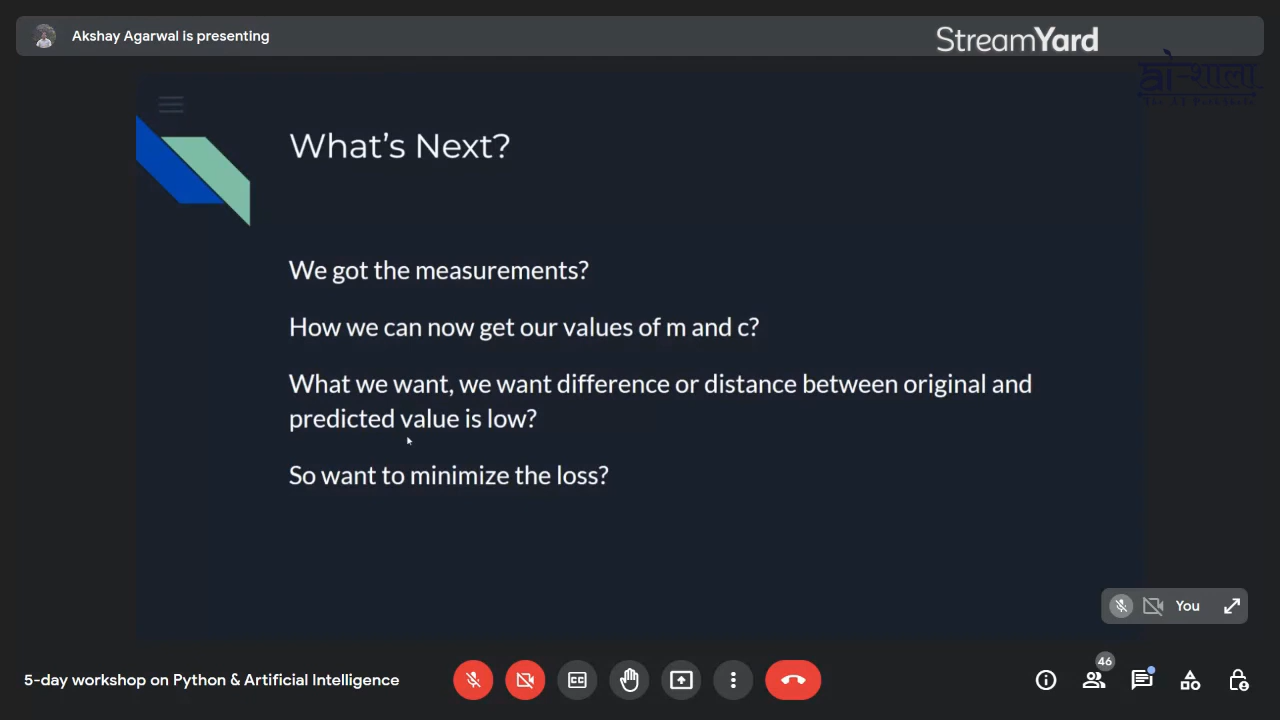 Akshay Agarwal is presenting
StreamYard
ai-शाला
What's Next?
We got the measurements?
How we can now get our values of m and c?
What we want, we want difference or distance between original and
predicted value is low?
So want to minimize the loss?
You
46
5-day workshop on Python & Artificial Intelligence
CC